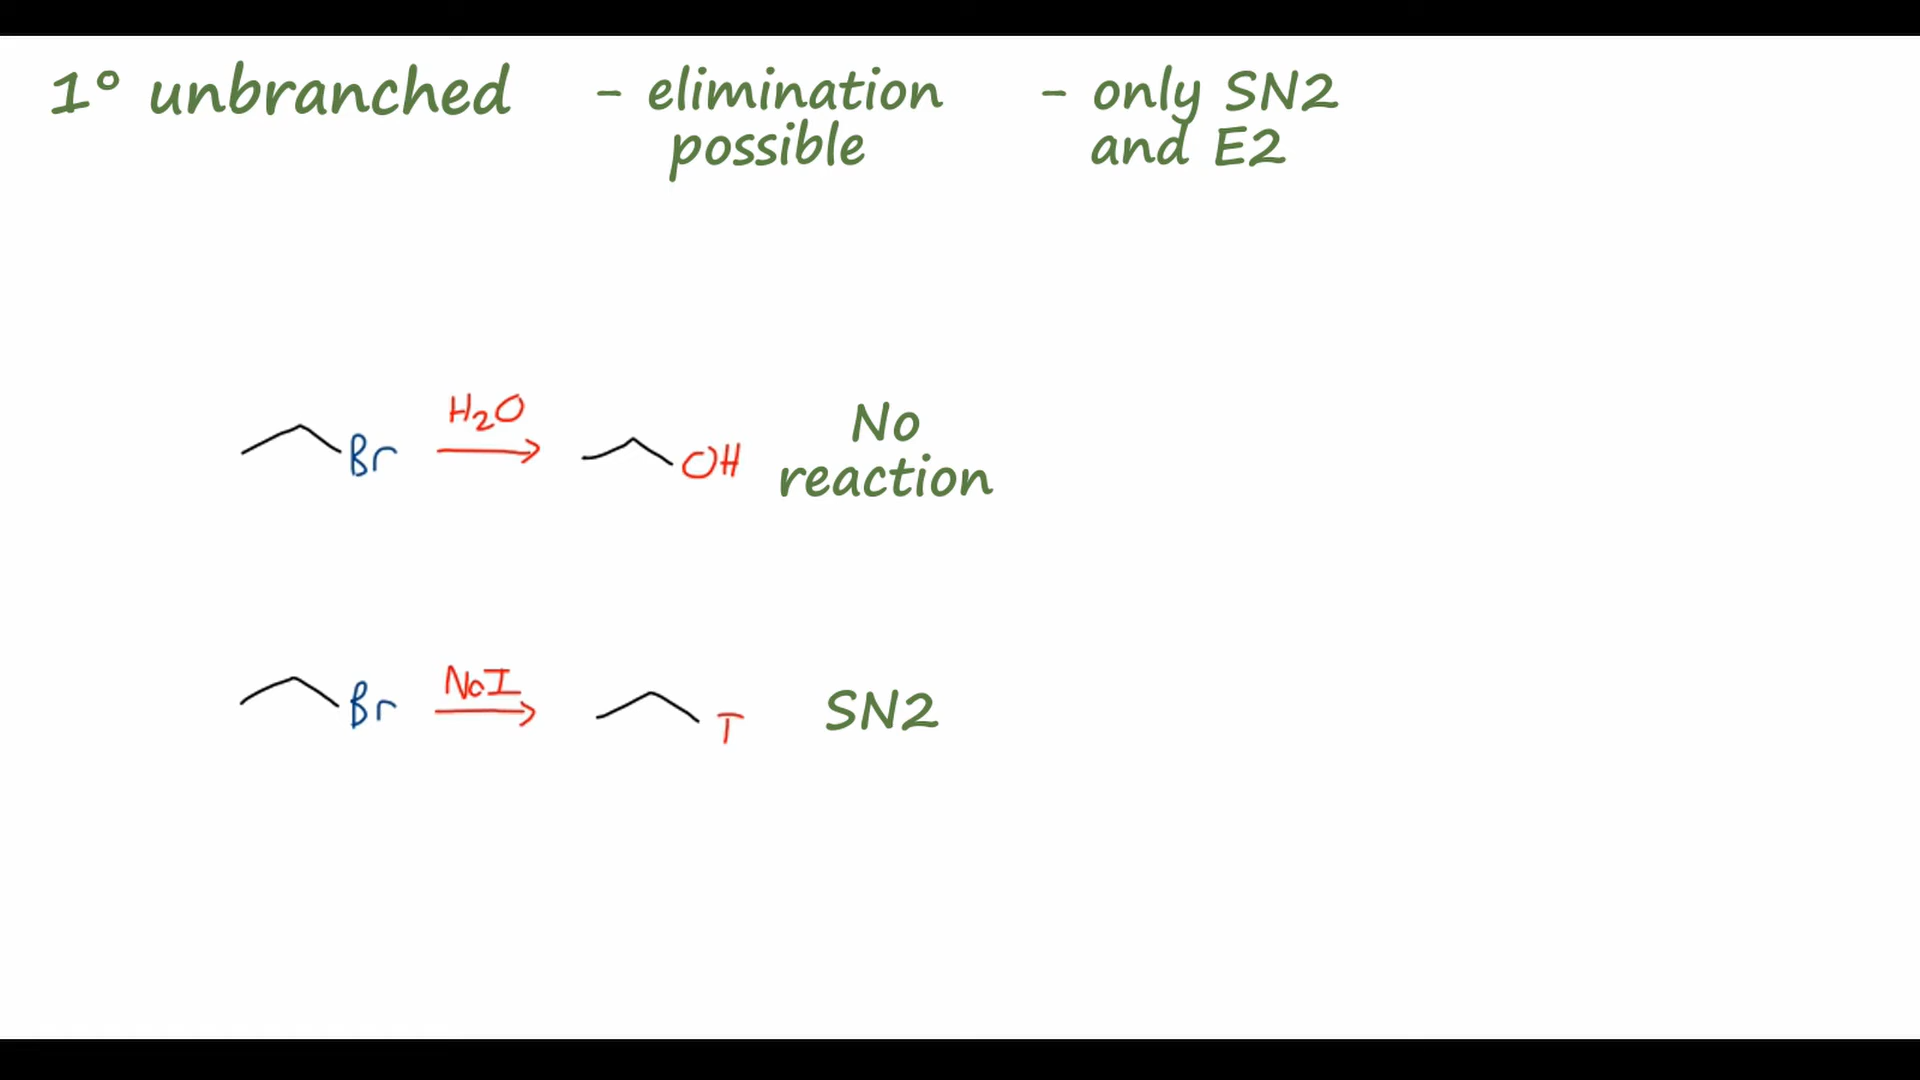 1° unbranched - elimination possible - only SN2 and E2
Br H₂O OH No reaction
Br NaI T SN2